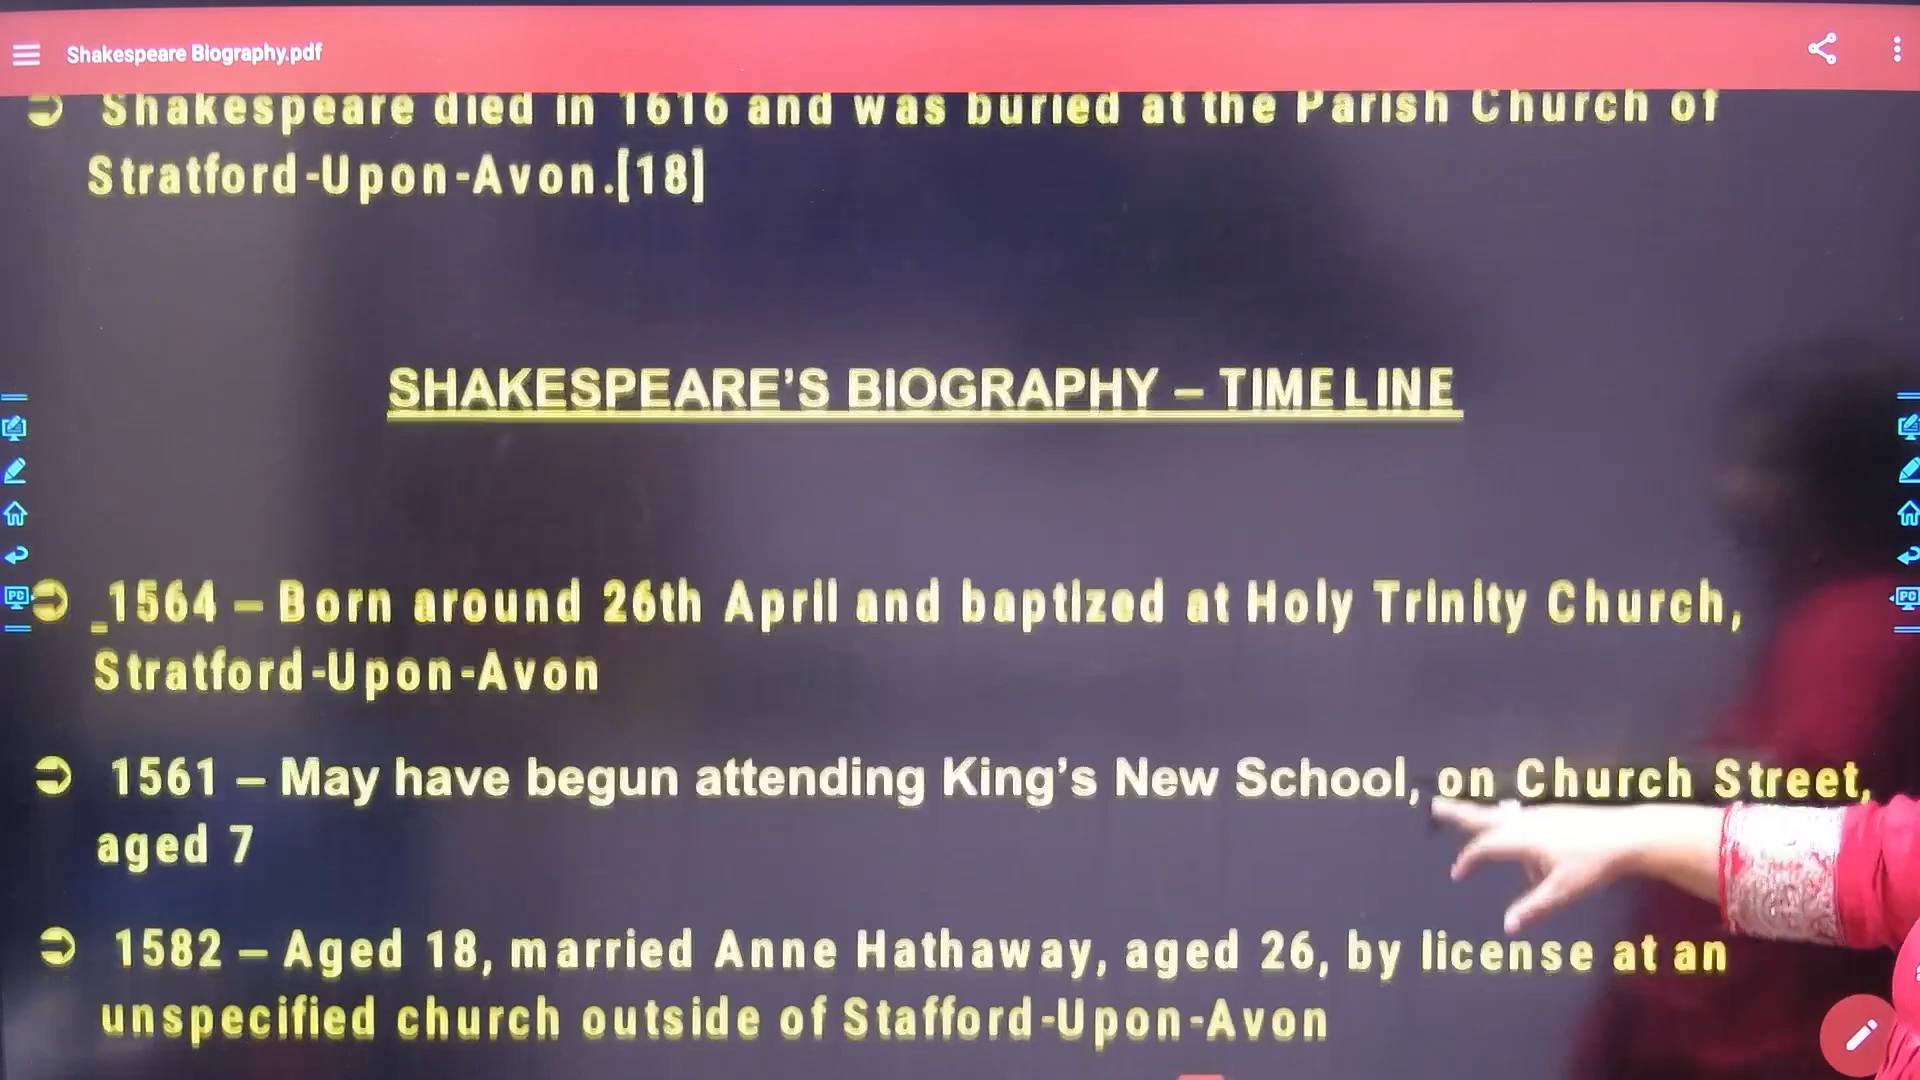 Shakespeare Biography.pdf
Shakespeare died in 1616 and was buried at the Parish Church of
Stratford-Upon-Avon.[18]
SHAKESPEARE'S BIOGRAPHY – TIMELINE
1564 – Born around 26th April and baptized at Holy Trinity Church,
Stratford-Upon-Avon
1561 – May have begun attending King's New School, on Church Street,
aged 7
1582 – Aged 18, married Anne Hathaway, aged 26, by license at an
unspecified church outside of Stafford-Upon-Avon
PC
PC